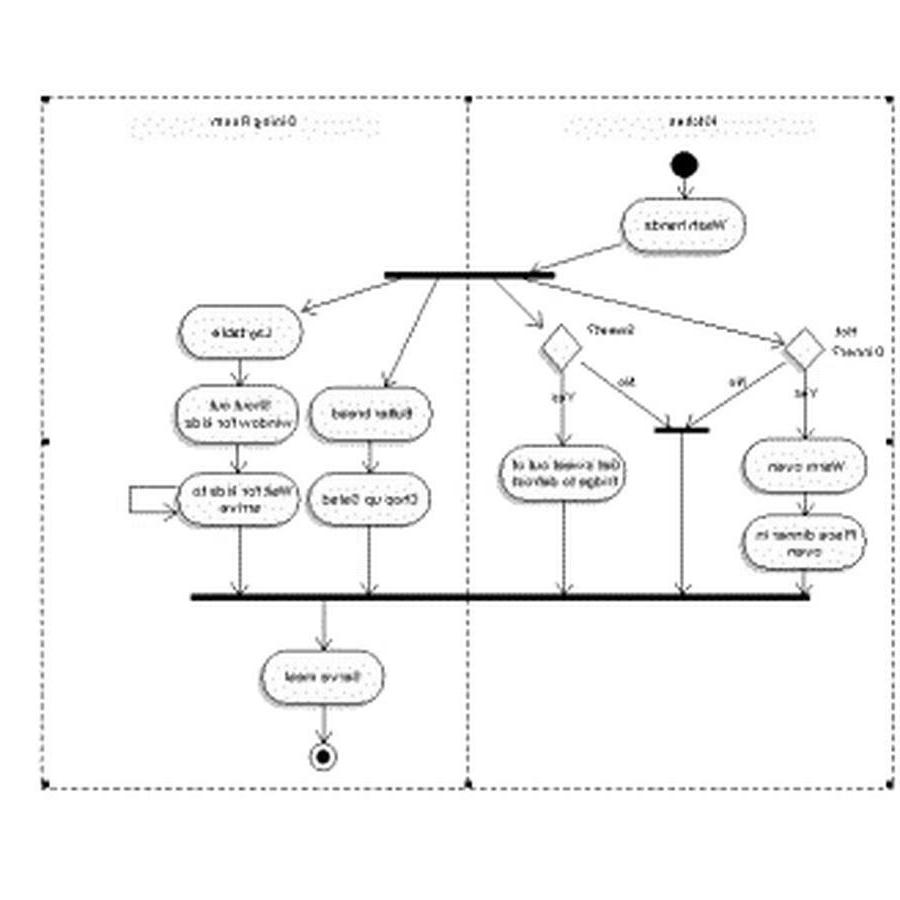 Dining Room
Kitchen
Wash hands
Lay table
Sweet?
Hot
Dinner?
No
No
Yes
Yes
Shout out
window for kids
Butter bread
Get sweet out of
fridge to defrost
Warm oven
Wait for kids to
arrive
Chop up Salad
Place dinner in
oven
Serve meal